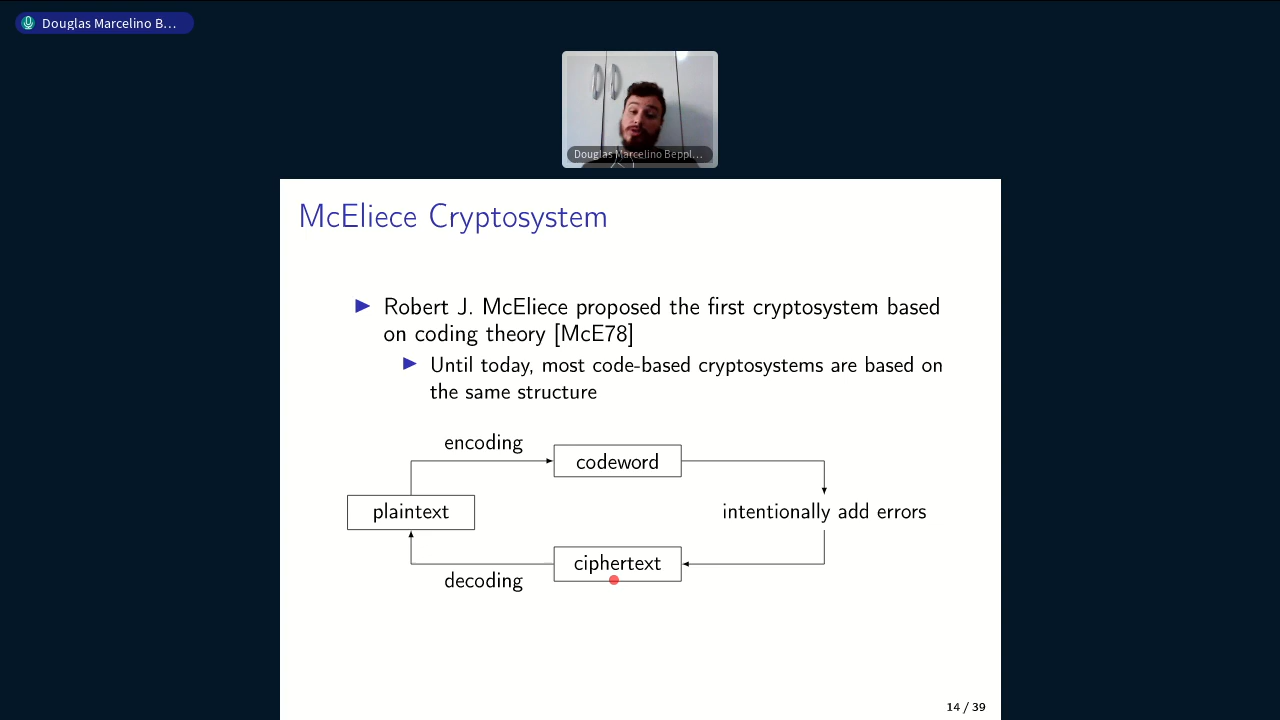 Douglas Marcelino B...
Douglas Marcelino Beppl...
McEliece Cryptosystem
Robert J. McEliece proposed the first cryptosystem based
on coding theory [McE78]
Until today, most code-based cryptosystems are based on
the same structure
encoding
codeword
plaintext
intentionally add errors
ciphertext
decoding
14 / 39